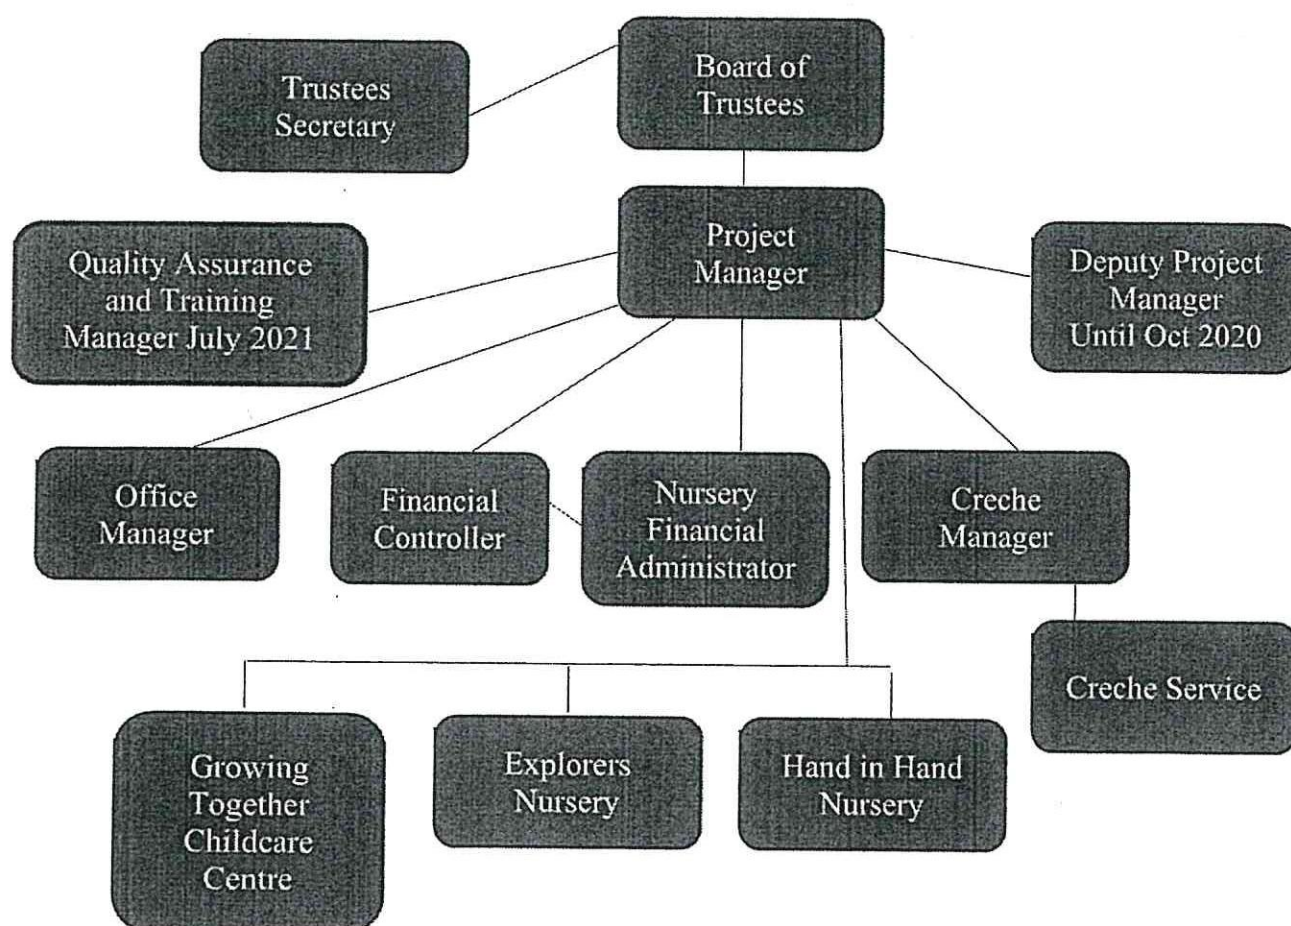 Trustees
Secretary
Board of
Trustees
Project
Manager
Quality Assurance
and Training
Manager July 2021
Deputy Project
Manager
Until Oct 2020
Office
Manager
Financial
Controller
Nursery
Financial
Administrator
Creche
Manager
Creche Service
Growing
Together
Childcare
Centre
Explorers
Nursery
Hand in Hand
Nursery